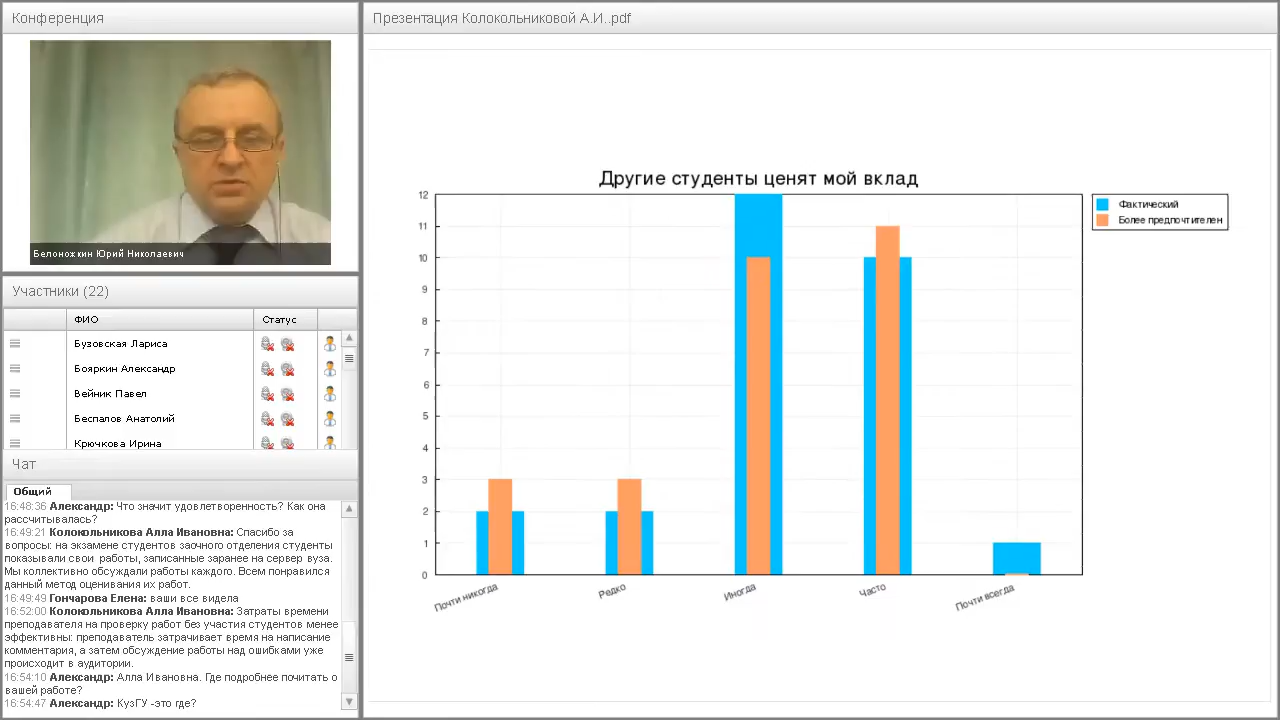 Конференция
Белоножкин Юрий Николаевич
Участники (22)
ФИО
Статус
Бузовская Лариса
Бояркин Александр
Вейник Павел
Беспалов Анатолий
Крючкова Ирина
Чат
Общий
16:48:36 Александр: Что значит удовлетворенность? Как она
рассчитывалась?
16:49:21 Колокольникова Алла Ивановна: Спасибо за
вопросы: на экзамене студентов заочного отделения студенты
показывали свои работы, записанные заранее на сервер вуза.
Мы коллективно обсуждали работы каждого. Всем понравился
данный метод оценивания их работ.
16:49:43 Гончарова Елена: ваши все видела
16:52:00 Колокольникова Алла Ивановна: Затраты времени
преподавателя на проверку работ без участия студентов менее
эффективны: преподаватель затрачивает время на написание
комментария, а затем обсуждение работы над ошибками уже
происходит в аудитории.
16:54:10 Александр: Алла Ивановна. Где подробнее почитать о
вашей работе?
16:54:47 Александр: КузГУ -это где?
Презентация Колокольниковой А.И..pdf
Другие студенты ценят мой вклад
12
11
10
9
8
7
6
5
4
3
2
1
0
Почти никогда
Редко
Иногда
Часто
Почти всегда
Фактический
Более предпочтителен